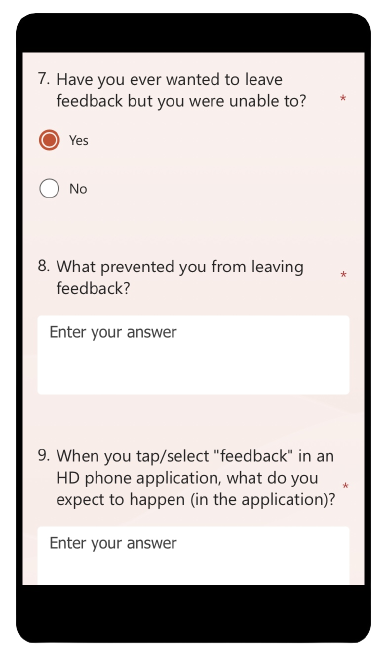 7. Have you ever wanted to leave
feedback but you were unable to? *
Yes
No
8. What prevented you from leaving
feedback? *
Enter your answer
9. When you tap/select "feedback" in an
HD phone application, what do you
expect to happen (in the application)? *
Enter your answer